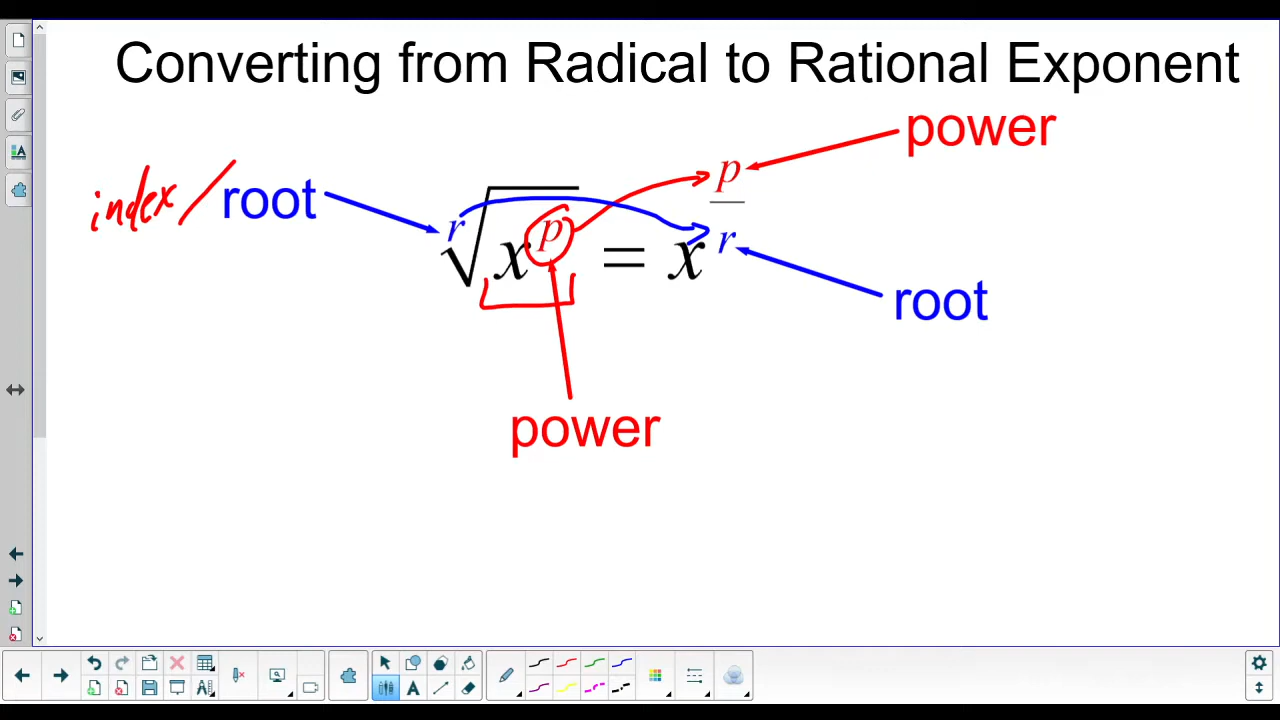 Converting from Radical to Rational Exponent
power
index/root
r√x^p = x^(p/r)
root
power